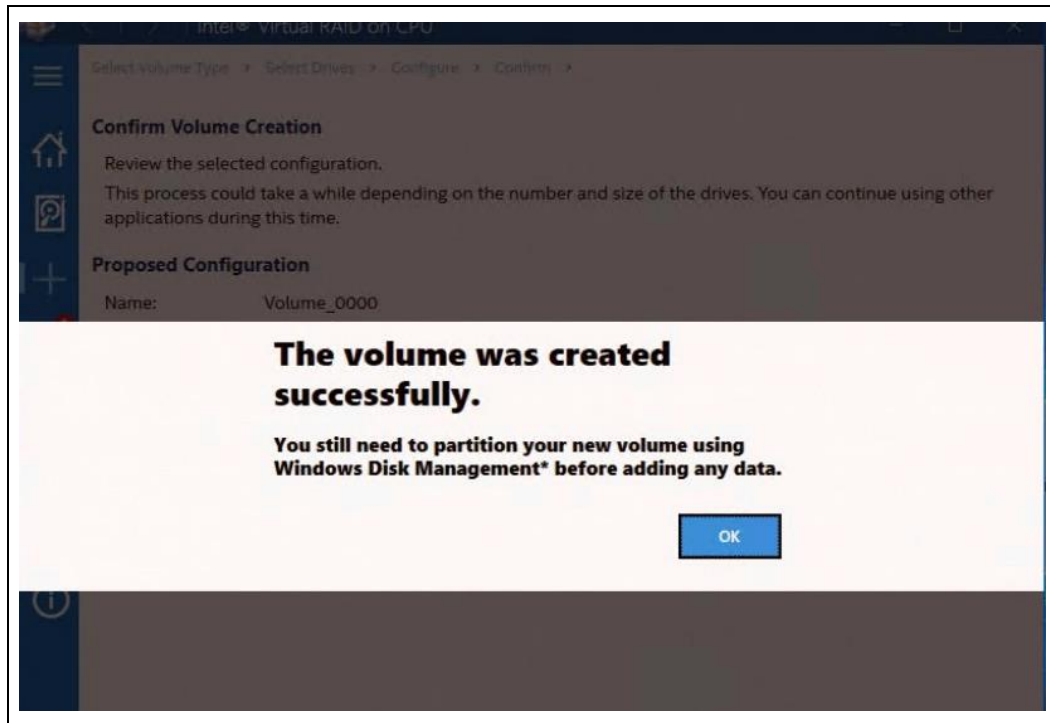 Intel® Virtual RAID on CPU
Select Volume Type > Select Drives > Configure > Confirm >
Confirm Volume Creation
Review the selected configuration.
This process could take a while depending on the number and size of the drives. You can continue using other
applications during this time.
Proposed Configuration
Name: Volume_0000
The volume was created
successfully.
You still need to partition your new volume using
Windows Disk Management* before adding any data.
OK